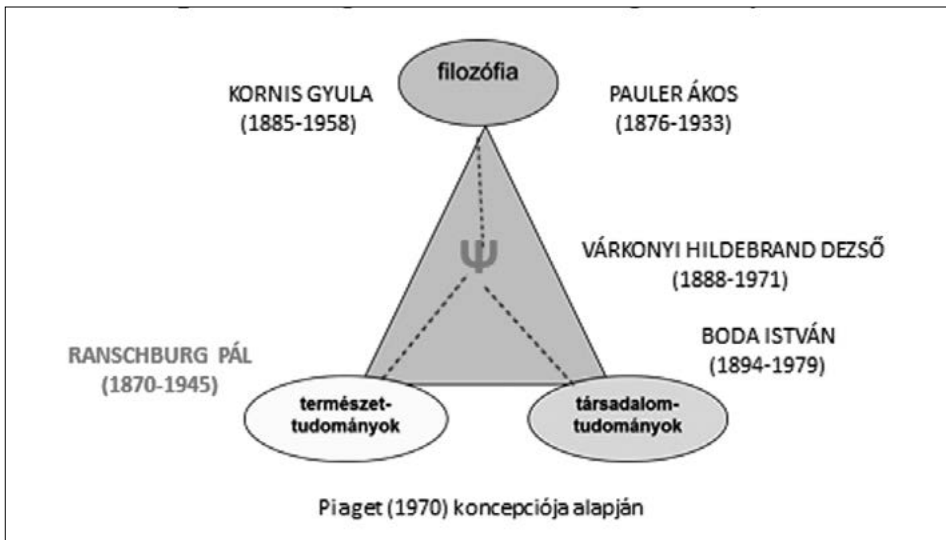 filozófia
KORNIS GYULA
(1885-1958)
PAULER ÁKOS
(1876-1933)
Ψ
VÁRKONYI HILDEBRAND DEZSŐ
(1888-1971)
RANSCHBURG PÁL
(1870-1945)
BODA ISTVÁN
(1894-1979)
természet-
tudományok
társadalom-
tudományok
Piaget (1970) koncepciója alapján